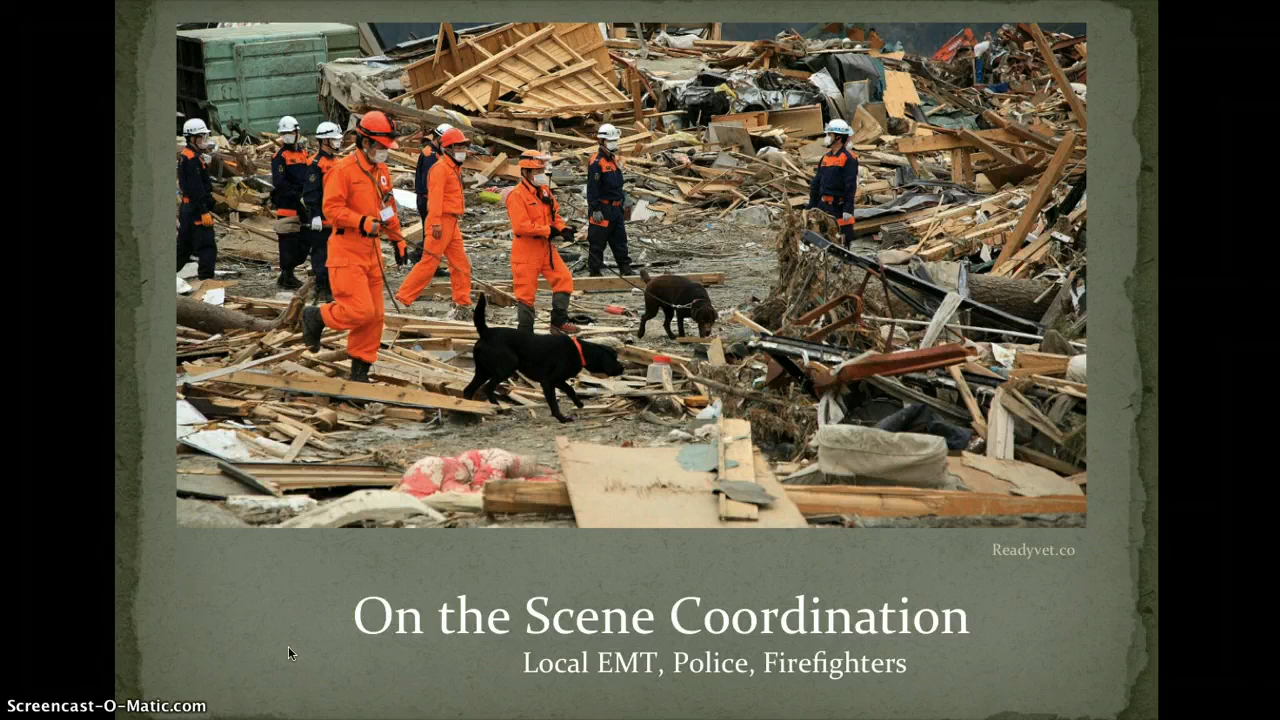 Readyvet.co
On the Scene Coordination
Local EMT, Police, Firefighters
Screencast-O-Matic.com